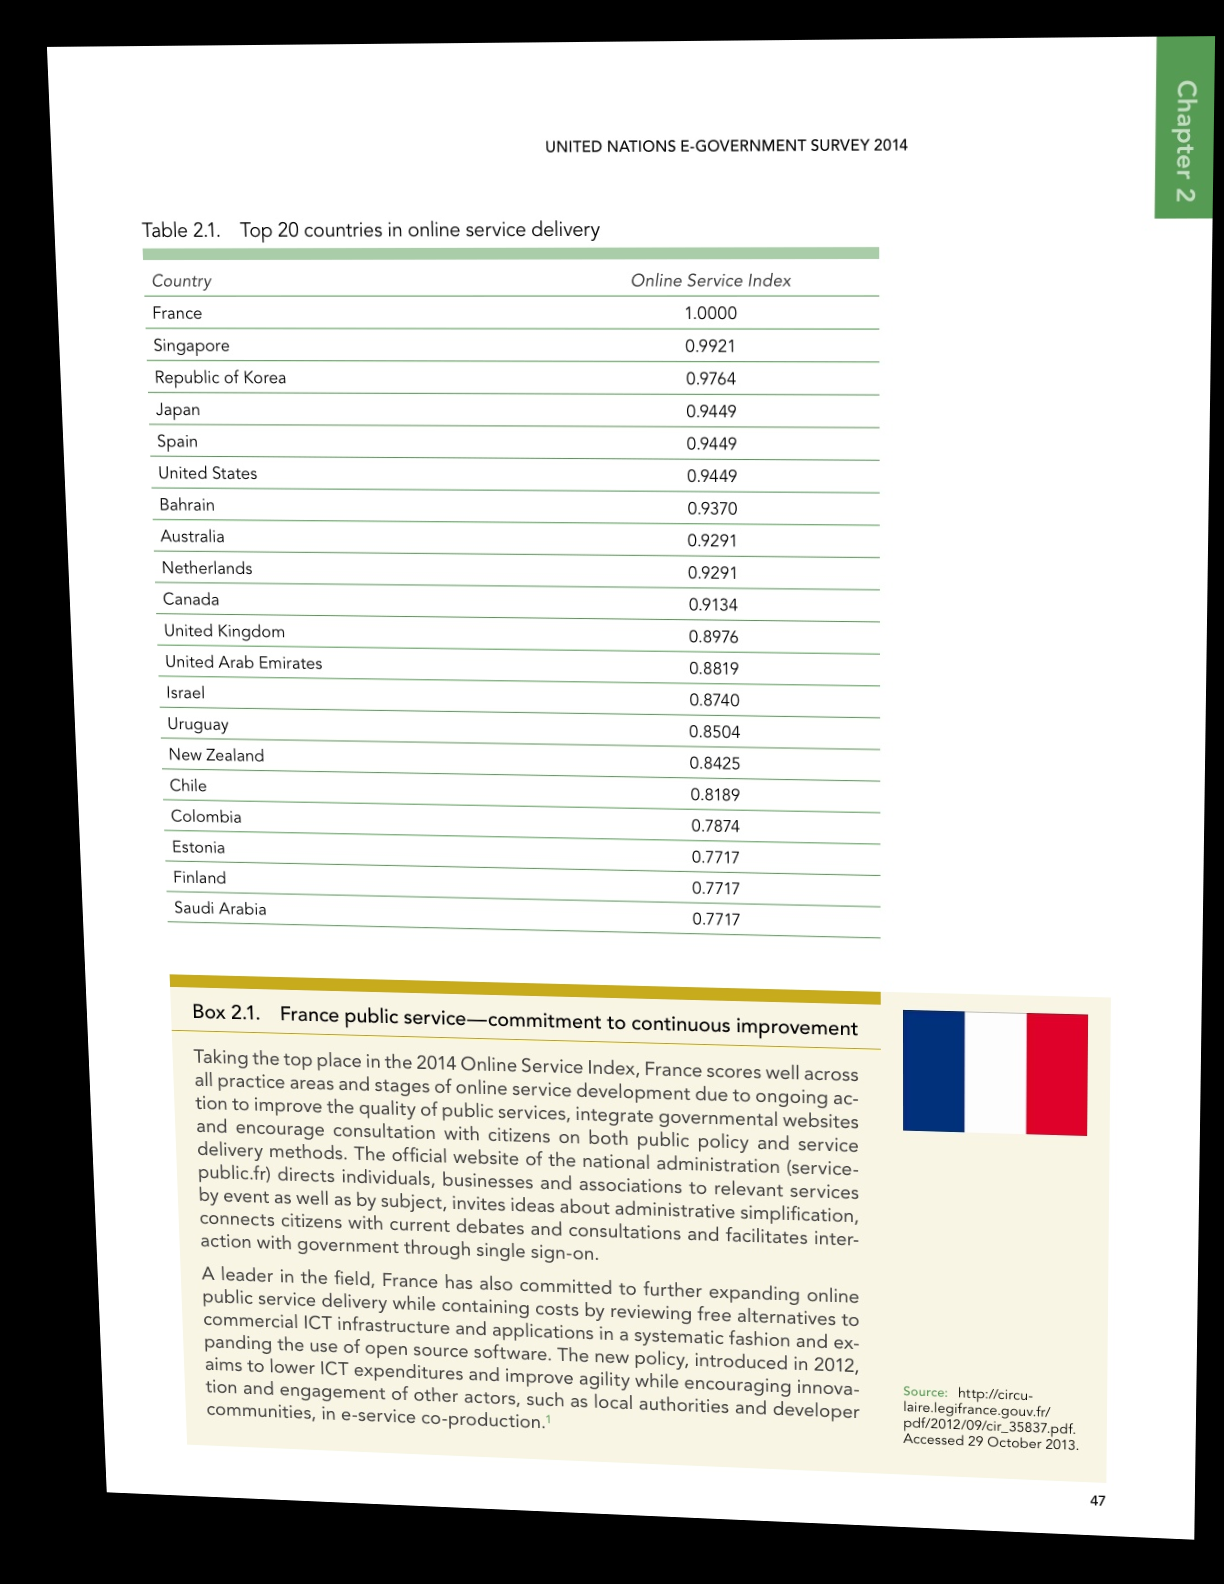 Chapter 2
UNITED NATIONS E-GOVERNMENT SURVEY 2014
Table 2.1. Top 20 countries in online service delivery
Country Online Service Index
France 1.0000
Singapore 0.9921
Republic of Korea 0.9764
Japan 0.9449
Spain 0.9449
United States 0.9449
Bahrain 0.9370
Australia 0.9291
Netherlands 0.9291
Canada 0.9134
United Kingdom 0.8976
United Arab Emirates 0.8819
Israel 0.8740
Uruguay 0.8504
New Zealand 0.8425
Chile 0.8189
Colombia 0.7874
Estonia 0.7717
Finland 0.7717
Saudi Arabia 0.7717
Box 2.1. France public service—commitment to continuous improvement
Taking the top place in the 2014 Online Service Index, France scores well across
all practice areas and stages of online service development due to ongoing ac-
tion to improve the quality of public services, integrate governmental websites
and encourage consultation with citizens on both public policy and service
delivery methods. The official website of the national administration (service-
public.fr) directs individuals, businesses and associations to relevant services
by event as well as by subject, invites ideas about administrative simplification,
connects citizens with current debates and consultations and facilitates inter-
action with government through single sign-on.
A leader in the field, France has also committed to further expanding online
public service delivery while containing costs by reviewing free alternatives to
commercial ICT infrastructure and applications in a systematic fashion and ex-
panding the use of open source software. The new policy, introduced in 2012,
aims to lower ICT expenditures and improve agility while encouraging innova-
tion and engagement of other actors, such as local authorities and developer
communities, in e-service co-production.1
Source: http://circu-
laire.legifrance.gouv.fr/
pdf/2012/09/cir_35837.pdf.
Accessed 29 October 2013.
47